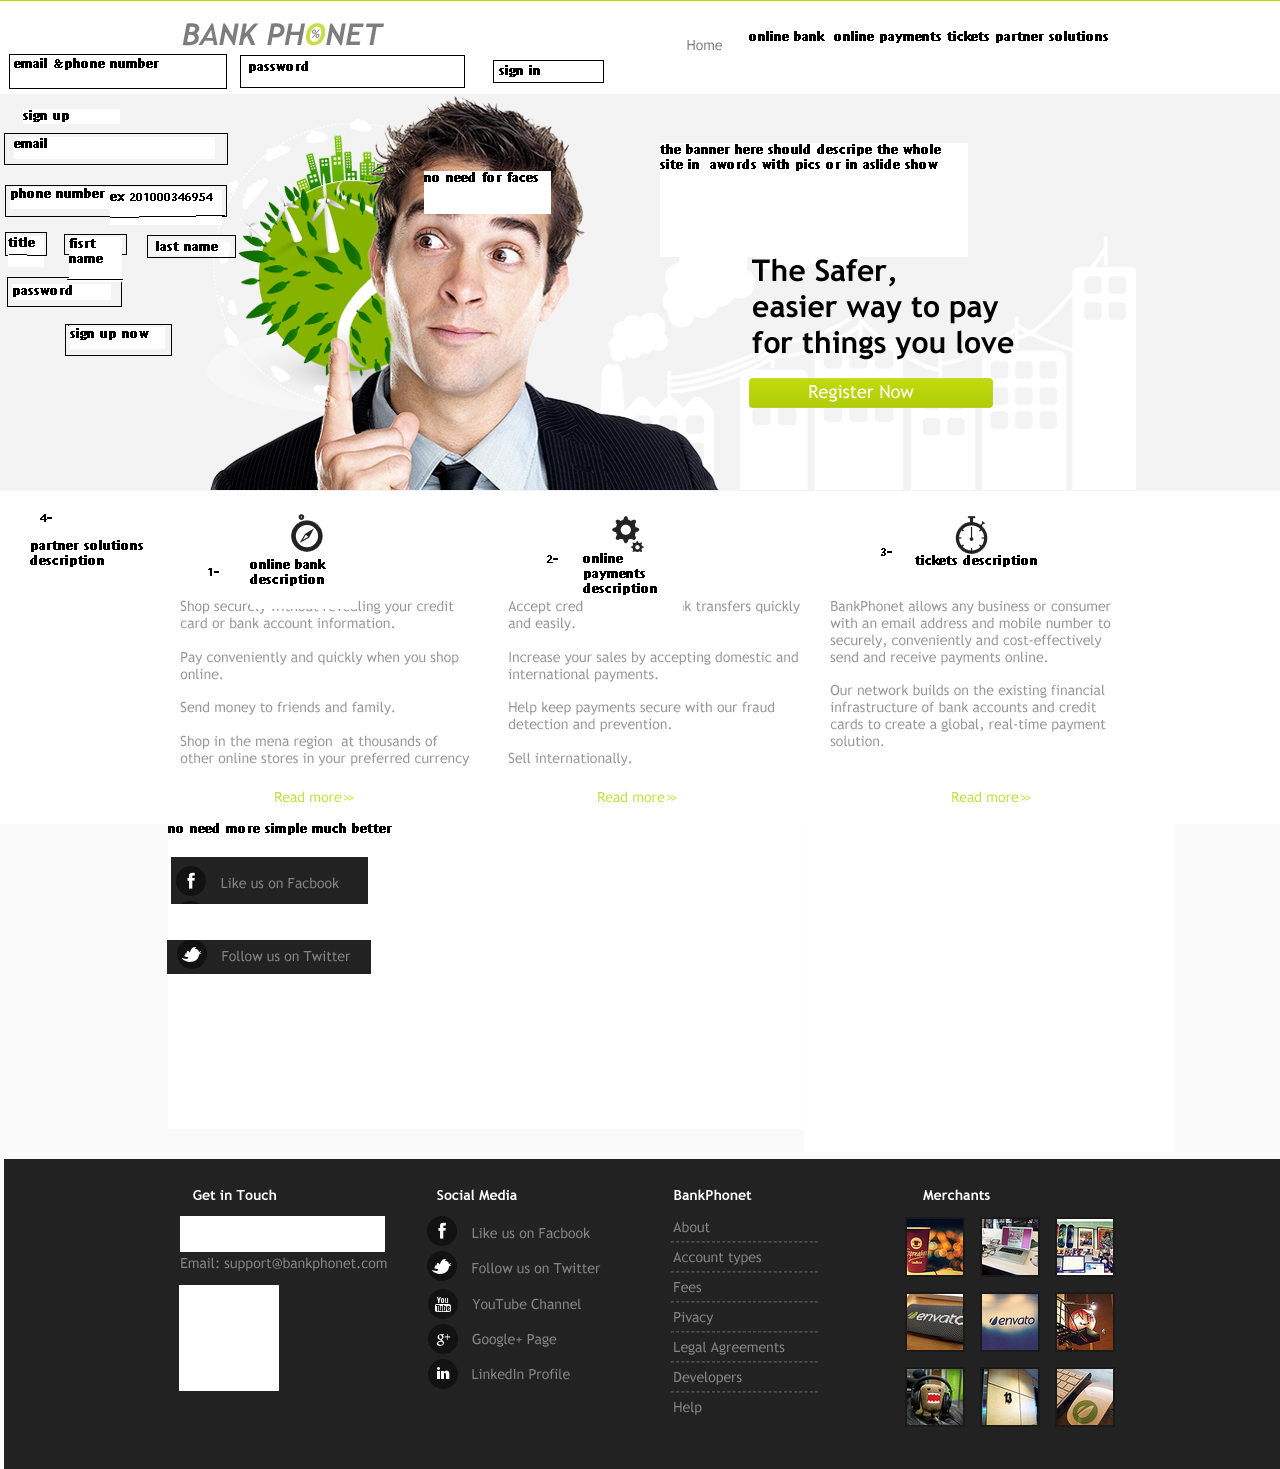 BANK PH%NET
Home
online bank online payments tickets partner solutions
email &phone number
password
sign in
sign up
email
phone number ex 201000346954
title
fisrt
name
last name
password
sign up now
no need for faces
the banner here should descripe the whole
site in awords with pics or in aslide show
The Safer,
easier way to pay
for things you love
Register Now
4-
partner solutions
description
1-
online bank
description
Shop securely without revealing your credit
card or bank account information.
Pay conveniently and quickly when you shop
online.
Send money to friends and family.
Shop in the mena region at thousands of
other online stores in your preferred currency
Read more>>
2-
online
payments
description
Accept cred k transfers quickly
and easily.
Increase your sales by accepting domestic and
international payments.
Help keep payments secure with our fraud
detection and prevention.
Sell internationally.
Read more>>
3-
tickets description
BankPhonet allows any business or consumer
with an email address and mobile number to
securely, conveniently and cost-effectively
send and receive payments online.
Our network builds on the existing financial
infrastructure of bank accounts and credit
cards to create a global, real-time payment
solution.
Read more>>
no need more simple much better
Like us on Facbook
Follow us on Twitter
Get in Touch
Email: support@bankphonet.com
Social Media
Like us on Facbook
Follow us on Twitter
You
Tube
YouTube Channel
g+
Google+ Page
in
LinkedIn Profile
BankPhonet
About
Account types
Fees
Pivacy
Legal Agreements
Developers
Help
Merchants
envato
envato